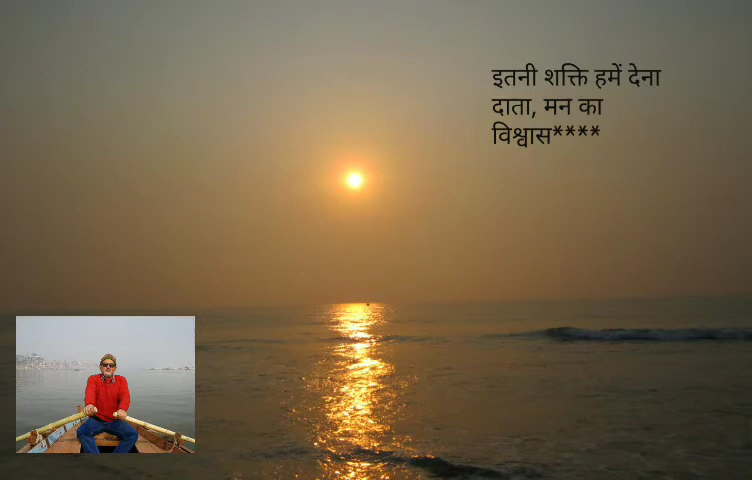 इतनी शक्ति हमें देना
दाता, मन का
विश्वास****